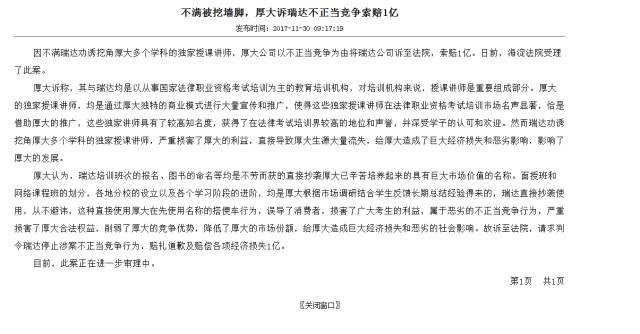 不满被挖墙脚，厚大诉瑞达不正当竞争索赔1亿
发布时间：2017-11-30 09:17:19
因不满瑞达劝诱挖角厚大多个学科的独家授课讲师，厚大公司以不正当竞争为由将瑞达公司诉至法院，索赔1亿。日前，海淀法院受理
了此案。
厚大诉称，其与瑞达均是以从事国家法律职业资格考试培训为主的教育培训机构，对培训机构来说，授课讲师是重要组成部分。厚大
的独家授课讲师，均是通过厚大独特的商业模式进行大量宣传和推广，使得这些独家授课讲师在法律职业资格考试培训市场名声显著，恰是
借助厚大的推广，这些独家讲师具有了较高知名度，获得了在法律考试培训界较高的地位和声誉，并深受学子的认可和欢迎。然而瑞达劝诱
挖角厚大多个学科的独家授课讲师，严重损害了厚大的利益，直接导致厚大生源大量流失，给厚大造成了巨大经济损失和恶劣影响，影响了
厚大的发展。
厚大认为，瑞达培训班次的报名、图书的命名等均是不劳而获的直接抄袭厚大已辛苦培养起来的具有巨大市场价值的名称。面授班和
网络课程班的划分，各地分校的设立以及各个学习阶段的进阶，均是厚大根据市场调研结合学生反馈长期总结经验得来的，瑞达直接抄袭使
用，从不避讳，这种直接使用厚大在先使用名称的搭便车行为，误导了消费者，损害了广大考生的利益，属于恶劣的不正当竞争行为，严重
损害了厚大合法权益，削弱了厚大的竞争优势，降低了厚大的市场份额，给厚大造成巨大经济损失和恶劣的社会影响。故诉至法院，请求判
令瑞达停止涉案不正当竞争行为，赔礼道歉及赔偿各项经济损失1亿。
目前，此案正在进一步审理中。
第1页 共1页
〖关闭窗口〗